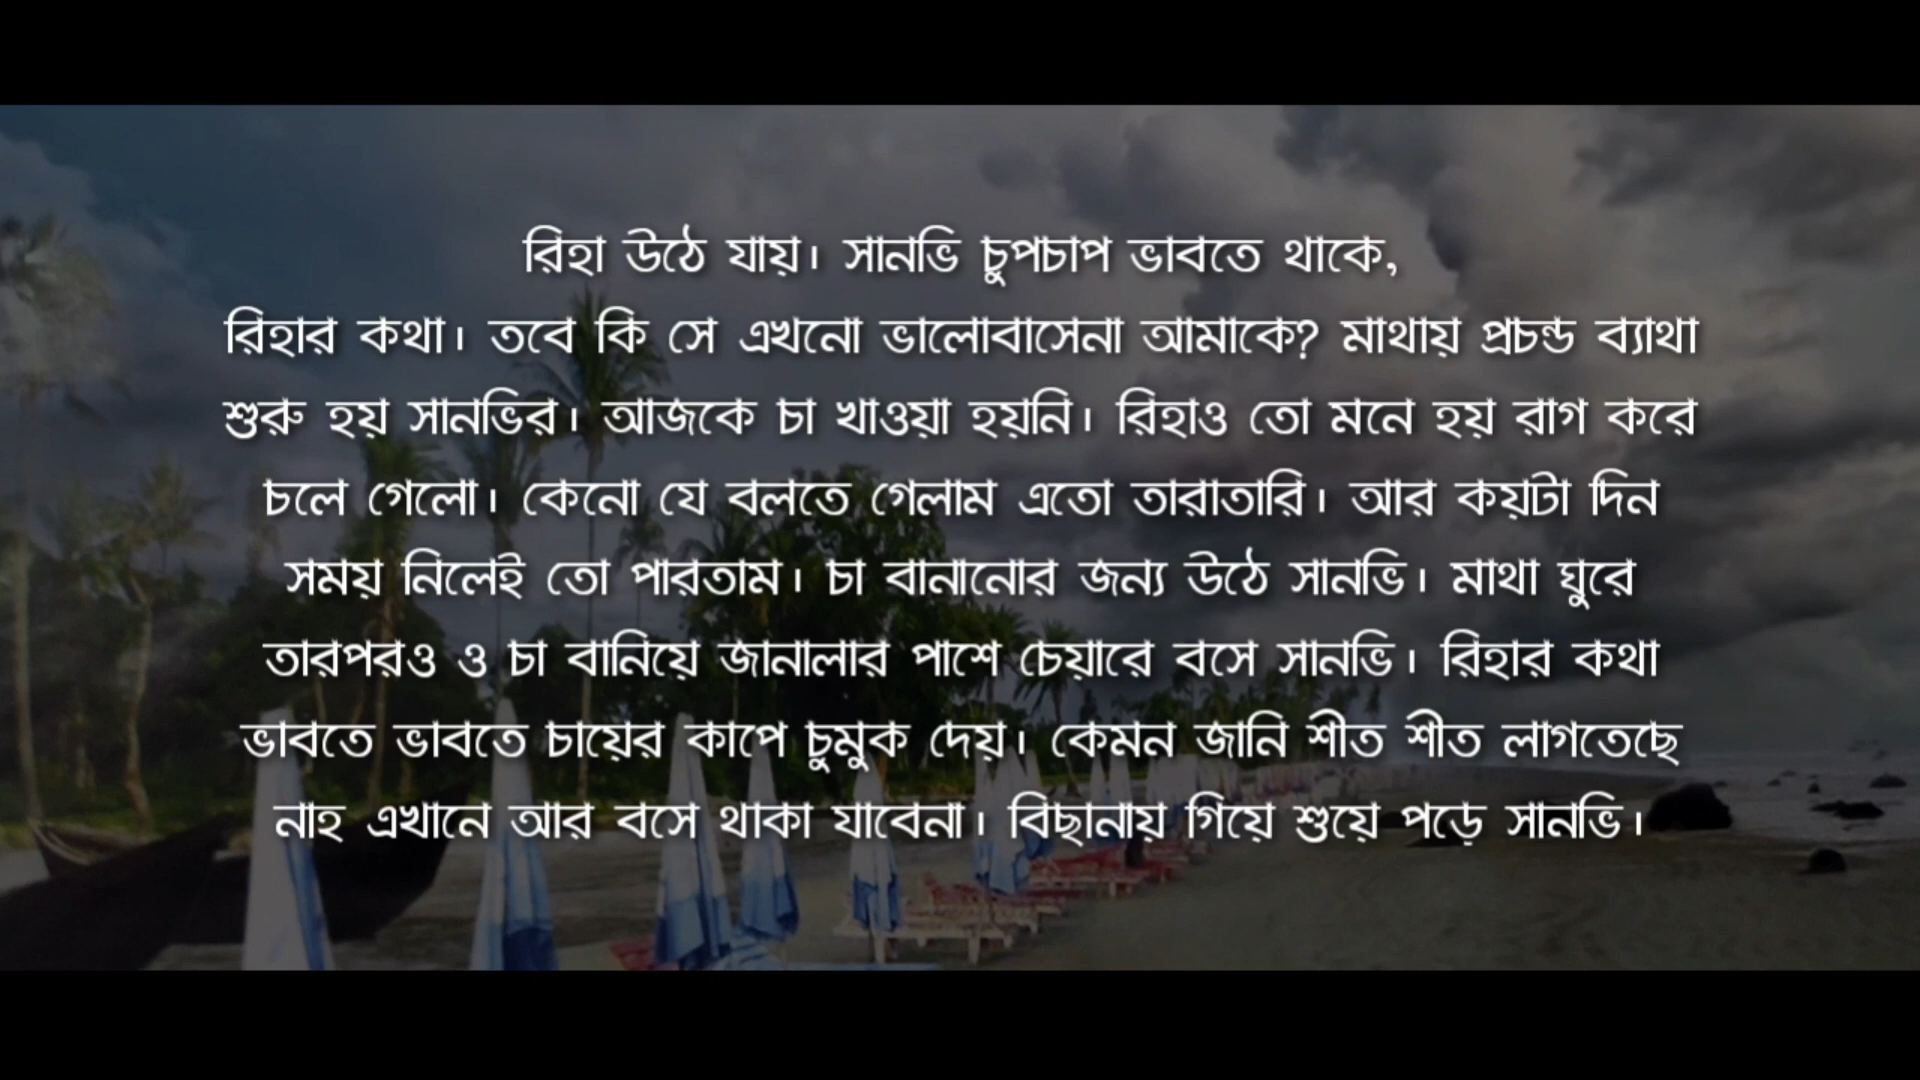 রিহা উঠে যায়। সানভি চুপচাপ ভাবতে থাকে,
রিহার কথা। তবে কি সে এখনো ভালোবাসেনা আমাকে? মাথায় প্রচন্ড ব্যাথা
শুরু হয় সানভির। আজকে চা খাওয়া হয়নি। রিহাও তো মনে হয় রাগ করে
চলে গেলো। কেনো যে বলতে গেলাম এতো তারাতারি। আর কয়টা দিন
সময় নিলেই তো পারতাম। চা বানানোর জন্য উঠে সানভি। মাথা ঘুরে
তারপরও ও চা বানিয়ে জানালার পাশে চেয়ারে বসে সানভি। রিহার কথা
ভাবতে ভাবতে চায়ের কাপে চুমুক দেয়। কেমন জানি শীত শীত লাগতেছে
নাহ এখানে আর বসে থাকা যাবেনা। বিছানায় গিয়ে শুয়ে পড়ে সানভি।